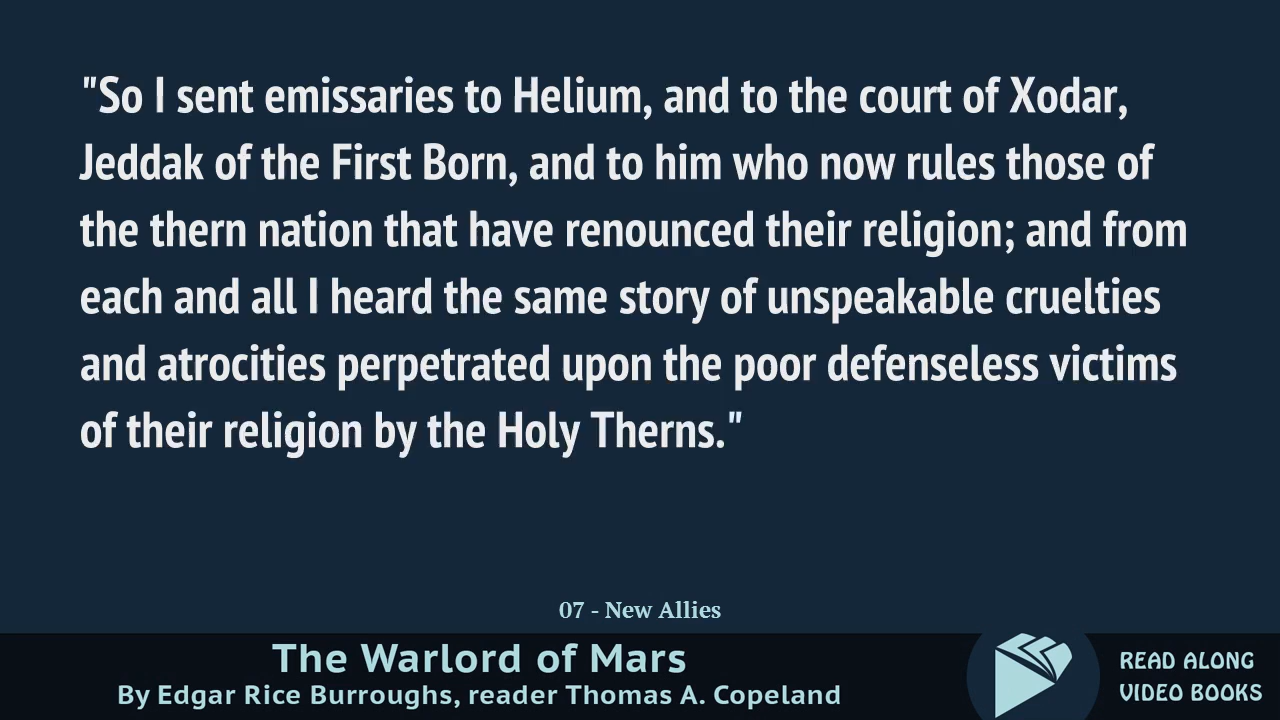 "So I sent emissaries to Helium, and to the court of Xodar,
Jeddak of the First Born, and to him who now rules those of
the thern nation that have renounced their religion; and from
each and all I heard the same story of unspeakable cruelties
and atrocities perpetrated upon the poor defenseless victims
of their religion by the Holy Therns."
07 - New Allies
The Warlord of Mars
By Edgar Rice Burroughs, reader Thomas A. Copeland
READ ALONG
VIDEO BOOKS